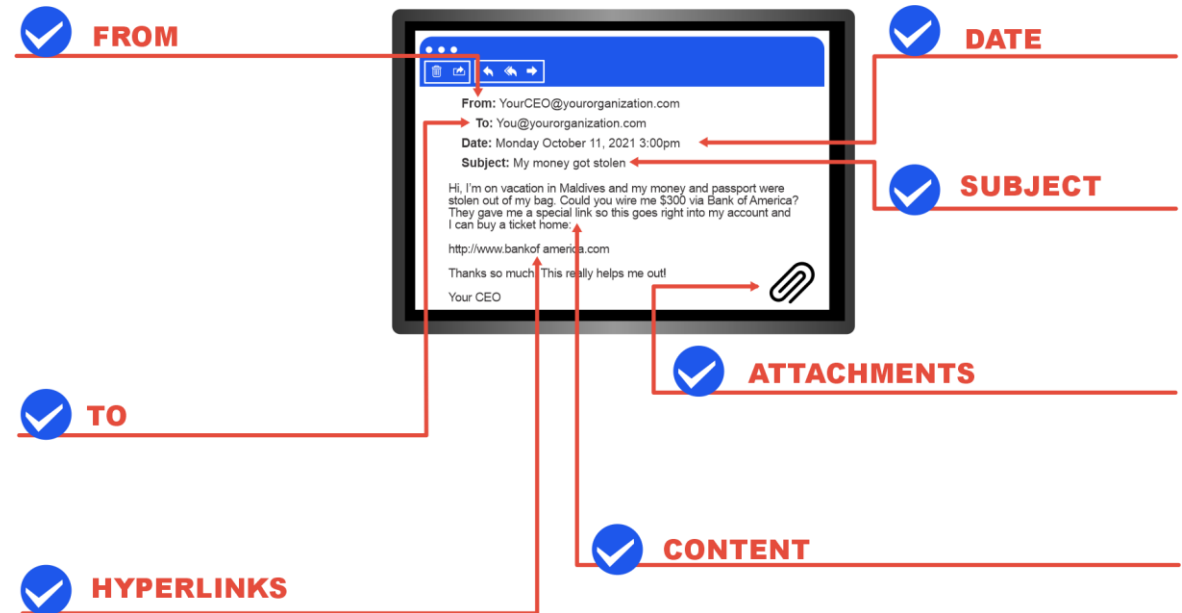 FROM
DATE
From: YourCEO@yourorganization.com
To: You@yourorganization.com
Date: Monday October 11, 2021 3:00pm
Subject: My money got stolen
SUBJECT
Hi, I'm on vacation in Maldives and my money and passport were
stolen out of my bag. Could you wire me $300 via Bank of America?
They gave me a special link so this goes right into my account and
I can buy a ticket home:
http://www.bankof america.com
Thanks so much! This really helps me out!
Your CEO
ATTACHMENTS
TO
CONTENT
HYPERLINKS